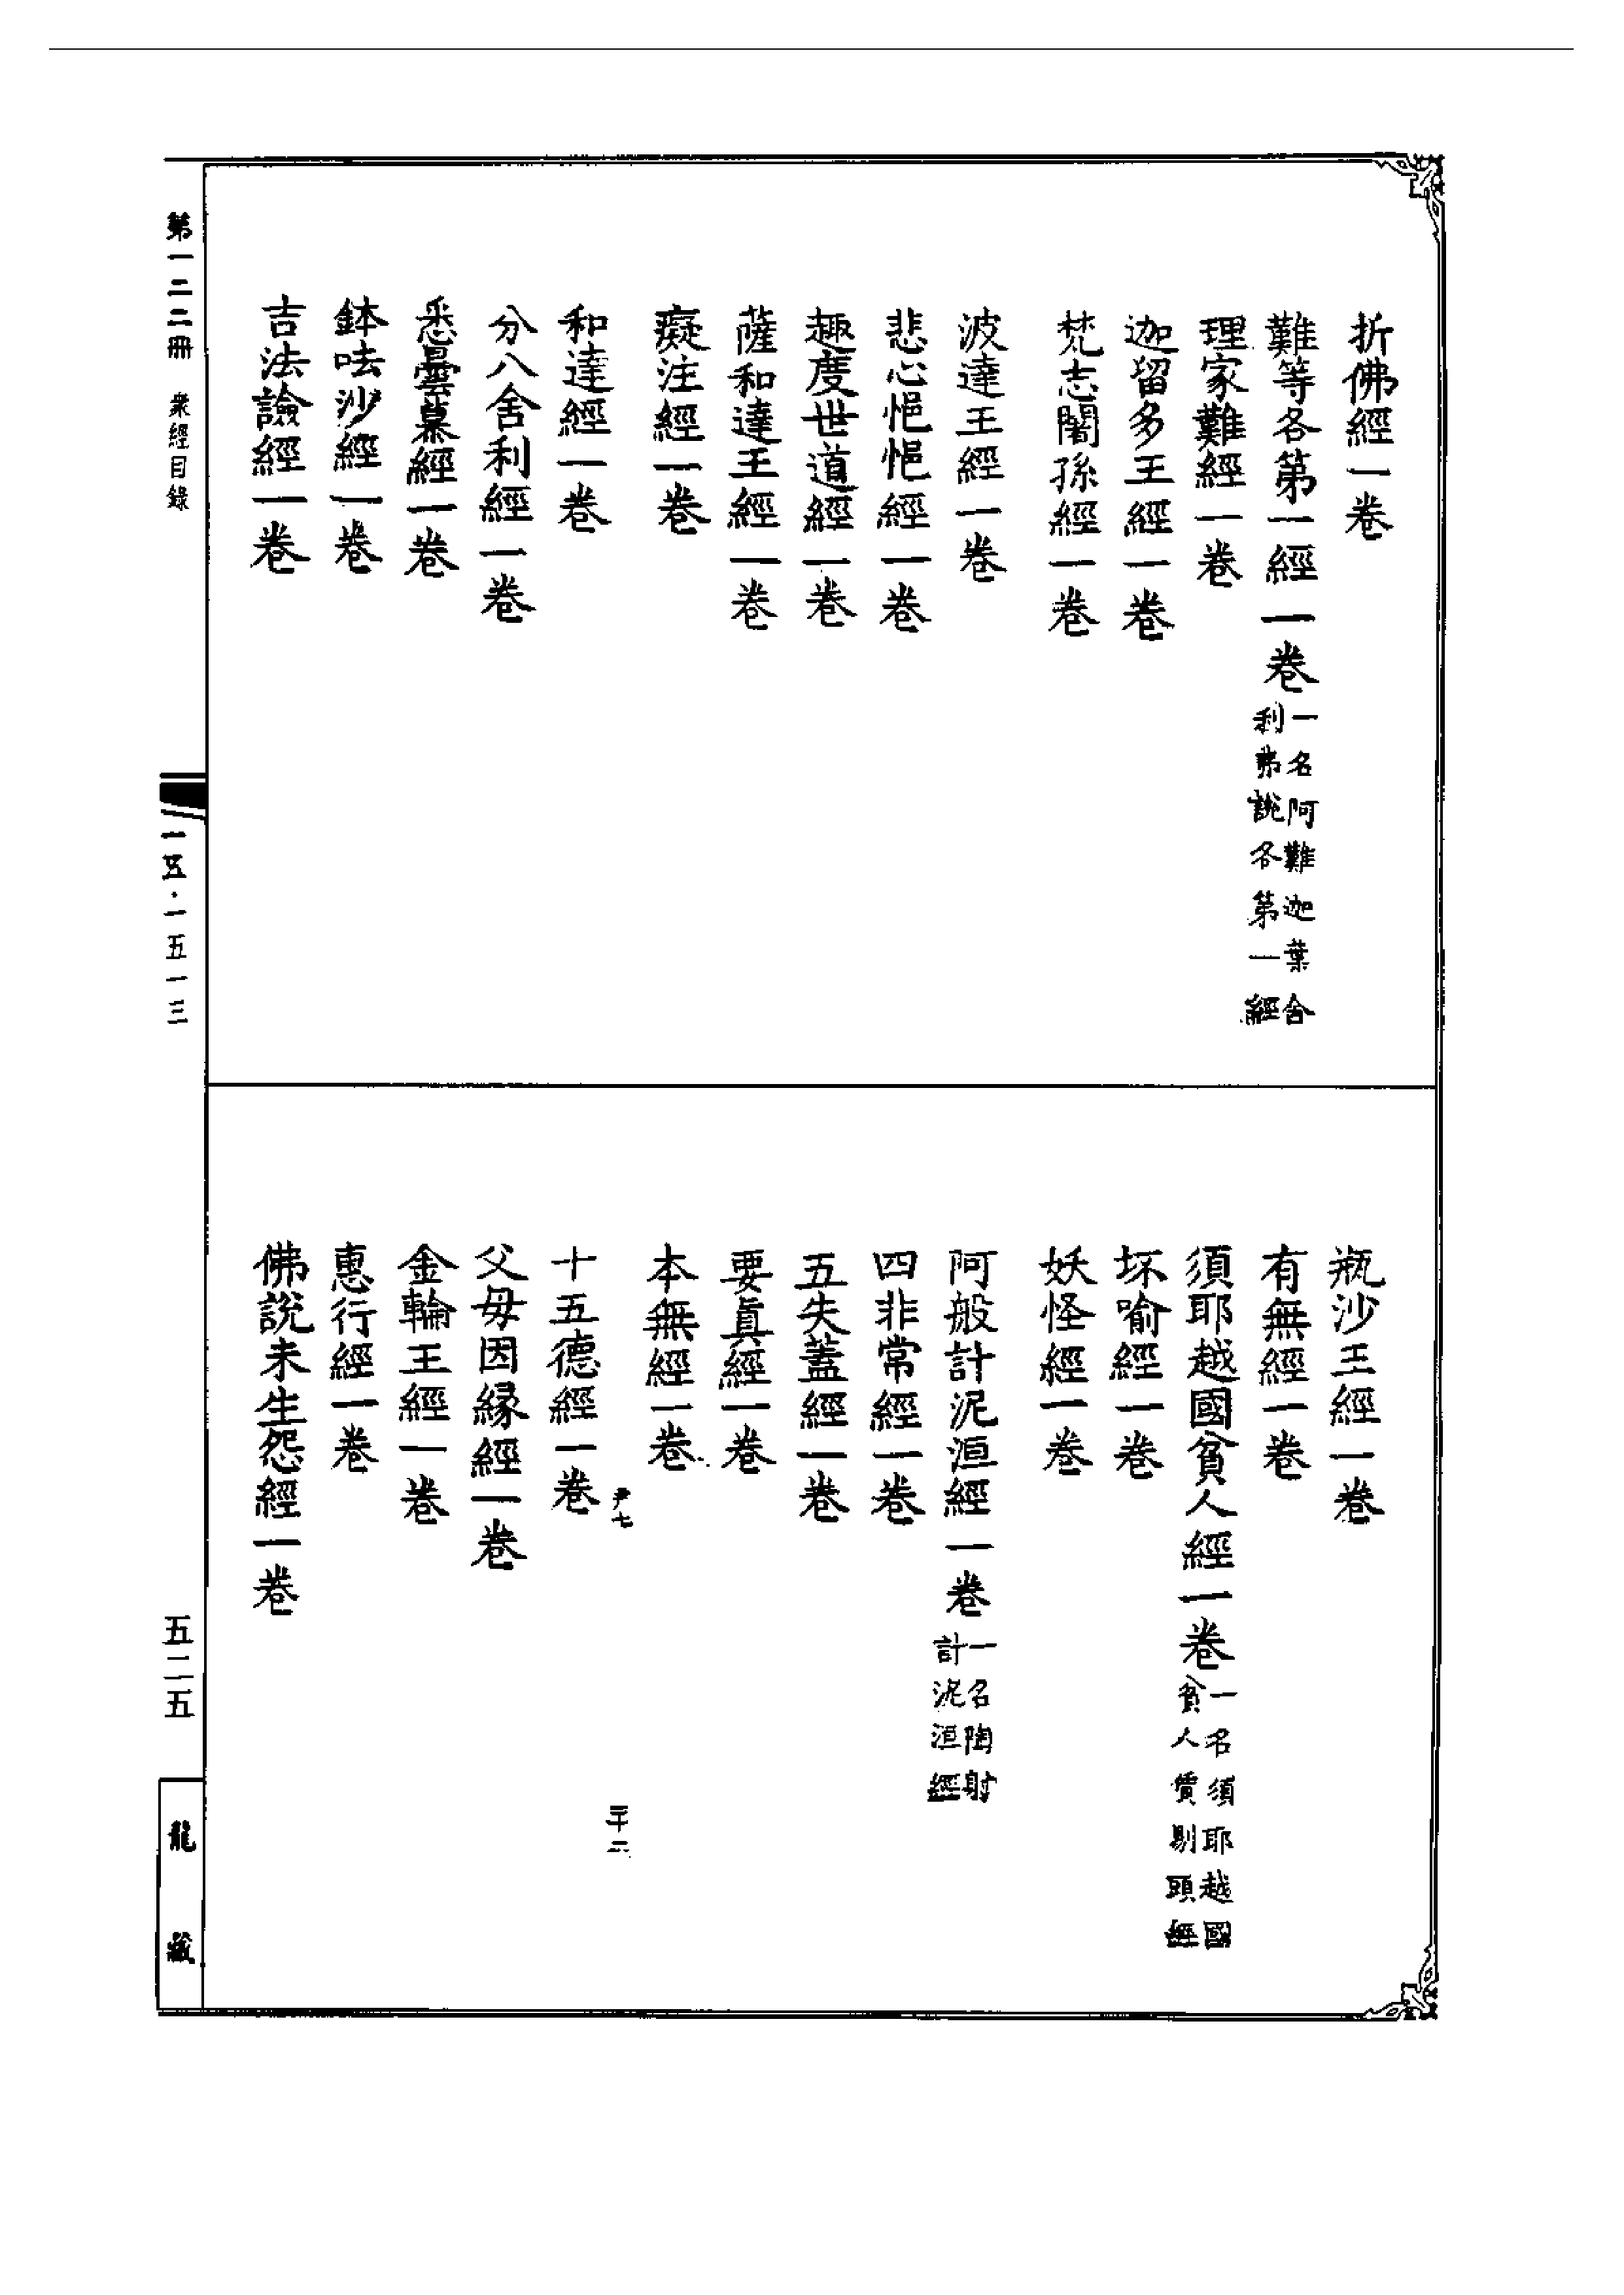 折佛經一卷
難等各第一經一卷
一名阿難迦葉舍
利弗說各第一經
理家難經一卷
迦留多王經一卷
梵志闍孫經一卷
波達王經一卷
悲心悒悒經一卷
趣度世道經一卷
薩和達王經一卷
癡注經一卷
和達經一卷
分八舍利經一卷
悉曇慕經一卷
鉢呿沙經一卷
吉法驗經一卷
瓶沙王經一卷
有無經一卷
須耶越國貧人經一卷
一名須耶越國
貧人賃剔頭經
坏喻經一卷
妖怪經一卷
阿般計泥洹經一卷
一名陶射
計泥洹經
四非常經一卷
五失蓋經一卷
要真經一卷
本無經一卷
尹七
十五德經一卷
父母因緣經一卷
金輪王經一卷
惠行經一卷
佛說未生怨經一卷
第一二二冊 衆經目錄
一五·一五一三
五二五
龍藏